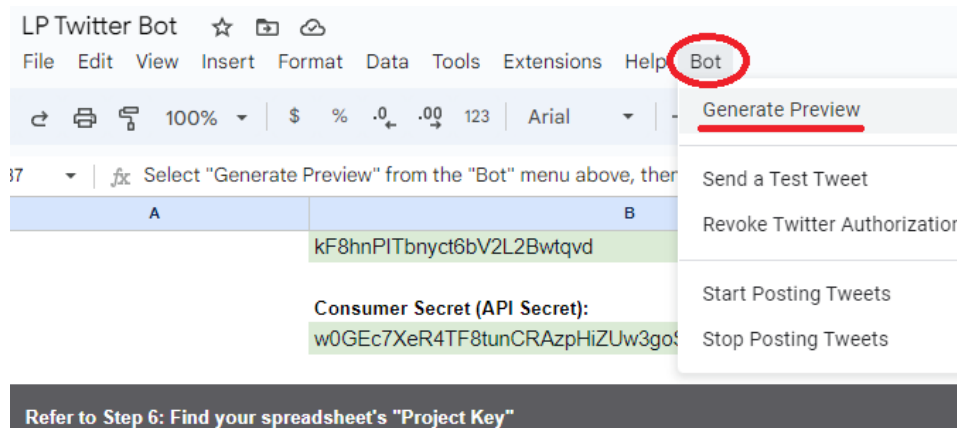 LP Twitter Bot
File Edit View Insert Format Data Tools Extensions Help Bot
100% $ % .0 .00 123 Arial
Generate Preview
37 fx Select "Generate Preview" from the "Bot" menu above, then
Send a Test Tweet
A B
Revoke Twitter Authorization
kF8hnPITbnyct6bV2L2Bwtqvd
Start Posting Tweets
Consumer Secret (API Secret):
w0GEc7XeR4TF8tunCRAzpHiZUw3go
Stop Posting Tweets
Refer to Step 6: Find your spreadsheet's "Project Key"